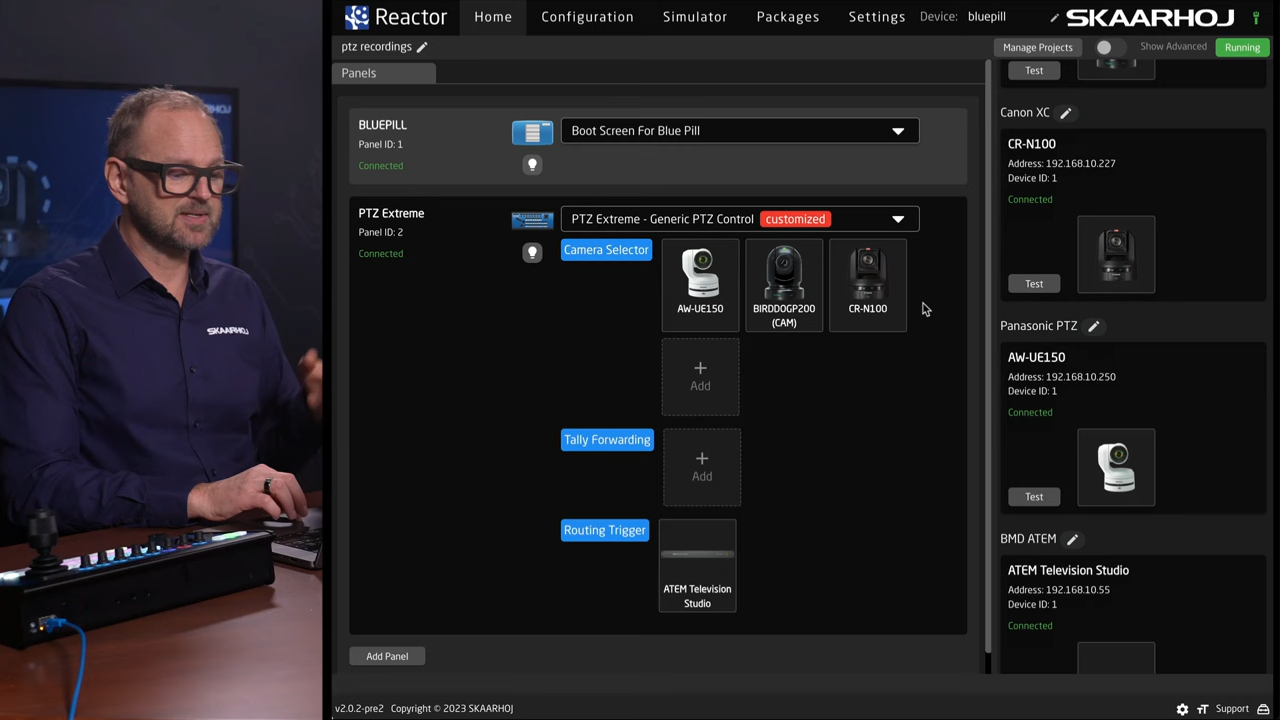 Reactor
Home
Configuration
Simulator
Packages
Settings
Device:
bluepill
SKAARHOJ
ptz recordings
Manage Projects
Show Advanced
Running
Panels
BLUEPILL
Panel ID: 1
Connected
Boot Screen For Blue Pill
PTZ Extreme
Panel ID: 2
Connected
PTZ Extreme - Generic PTZ Control
customized
Camera Selector
AW-UE150
BIRDDOGP200
(CAM)
CR-N100
+
Add
Tally Forwarding
+
Add
Routing Trigger
ATEM Television
Studio
Add Panel
Test
Canon XC
CR-N100
Address: 192.168.10.227
Device ID: 1
Connected
Test
Panasonic PTZ
AW-UE150
Address: 192.168.10.250
Device ID: 1
Connected
Test
BMD ATEM
ATEM Television Studio
Address: 192.168.10.55
Device ID: 1
Connected
v2.0.2-pre2 Copyright © 2023 SKAARHOJ
Support
SKAARHOJ